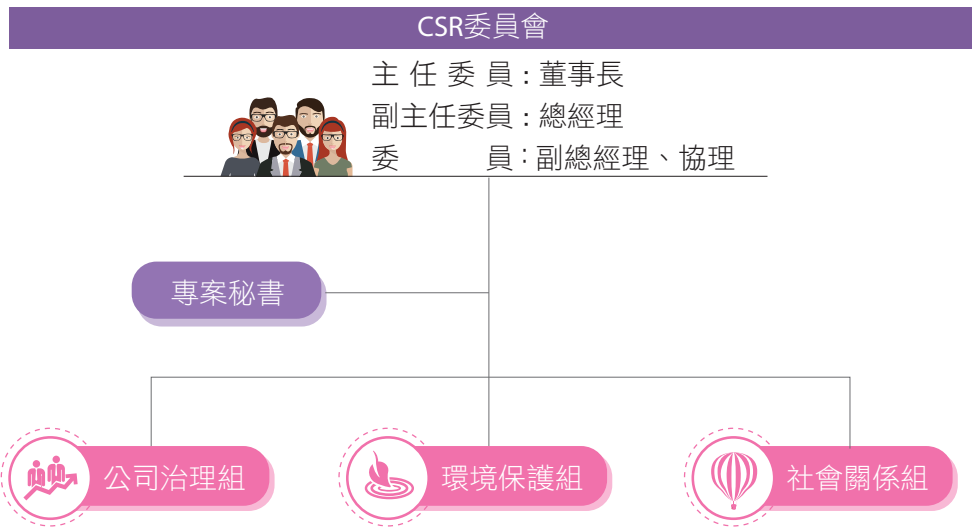 CSR委員會
主任委員:董事長
副主任委員:總經理
委員:副總經理、協理
專案秘書
公司治理組
環境保護組
社會關係組